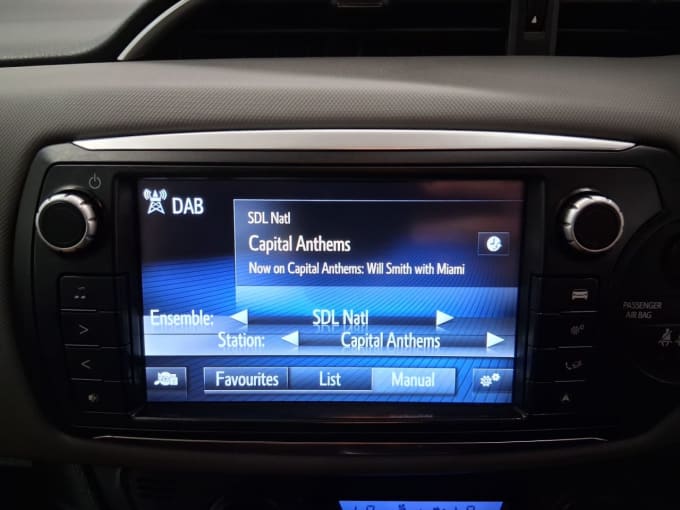 DAB
SDL Natl
Capital Anthems
Now on Capital Anthems: Will Smith with Miami
Ensemble: SDL Natl
Station: Capital Anthems
Favourites List Manual
PASSENGER
AIR BAG